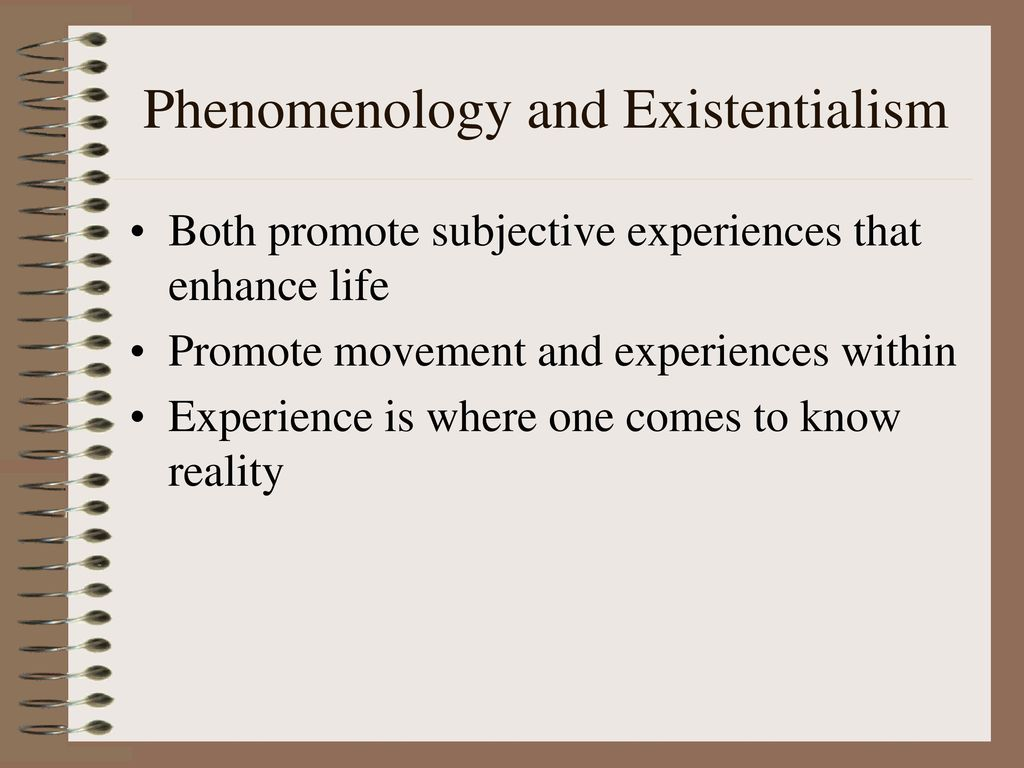 Phenomenology and Existentialism
• Both promote subjective experiences that
enhance life
• Promote movement and experiences within
• Experience is where one comes to know
reality